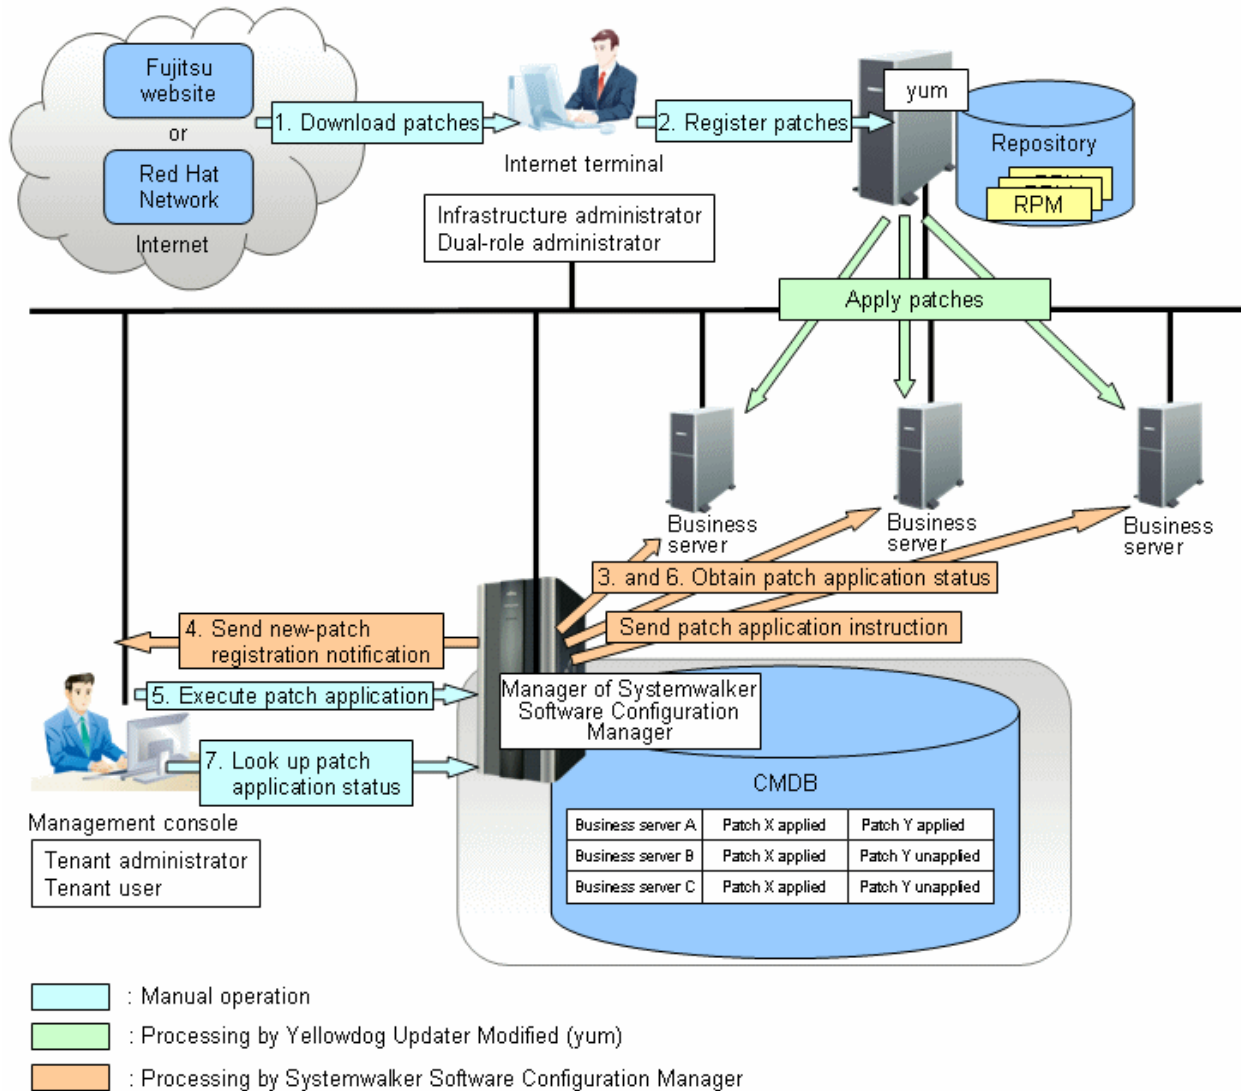 Fujitsu
website
or
Red Hat
Network
Internet
1. Download patches
Internet terminal
2. Register patches
yum
Repository
RPM
Infrastructure administrator
Dual-role administrator
Apply patches
Business
server
Business
server
Business
server
3. and 6. Obtain patch application status
Send patch application instruction
4. Send new-patch
registration notification
5. Execute patch application
7. Look up patch
application status
Manager of Systemwalker
Software Configuration
Manager
Management console
Tenant administrator
Tenant user
CMDB
Business server A Patch X applied Patch Y applied
Business server B Patch X applied Patch Y unapplied
Business server C Patch X applied Patch Y unapplied
: Manual operation
: Processing by Yellowdog Updater Modified (yum)
: Processing by Systemwalker Software Configuration Manager